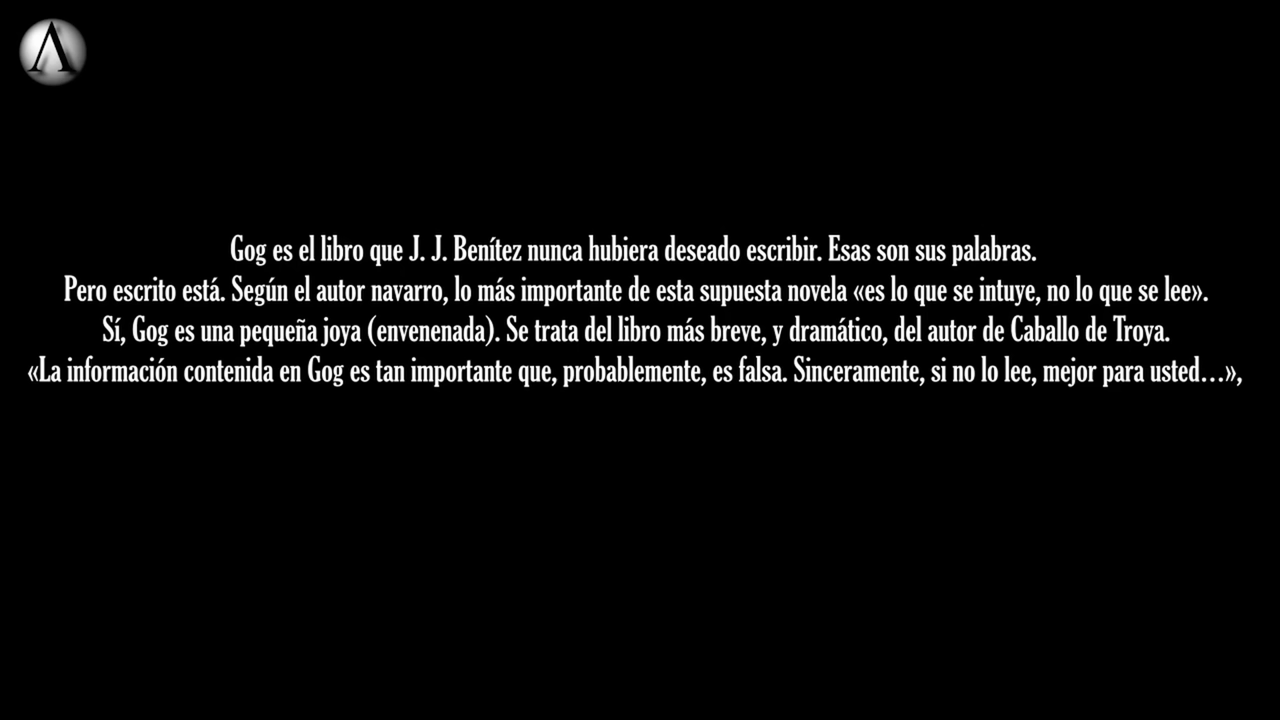 Λ
Gog es el libro que J. J. Benítez nunca hubiera deseado escribir. Esas son sus palabras.
Pero escrito está. Según el autor navarro, lo más importante de esta supuesta novela «es lo que se intuye, no lo que se lee».
Sí, Gog es una pequeña joya (envenenada). Se trata del libro más breve, y dramático, del autor de Caballo de Troya.
«La información contenida en Gog es tan importante que, probablemente, es falsa. Sinceramente, si no lo lee, mejor para usted…»,